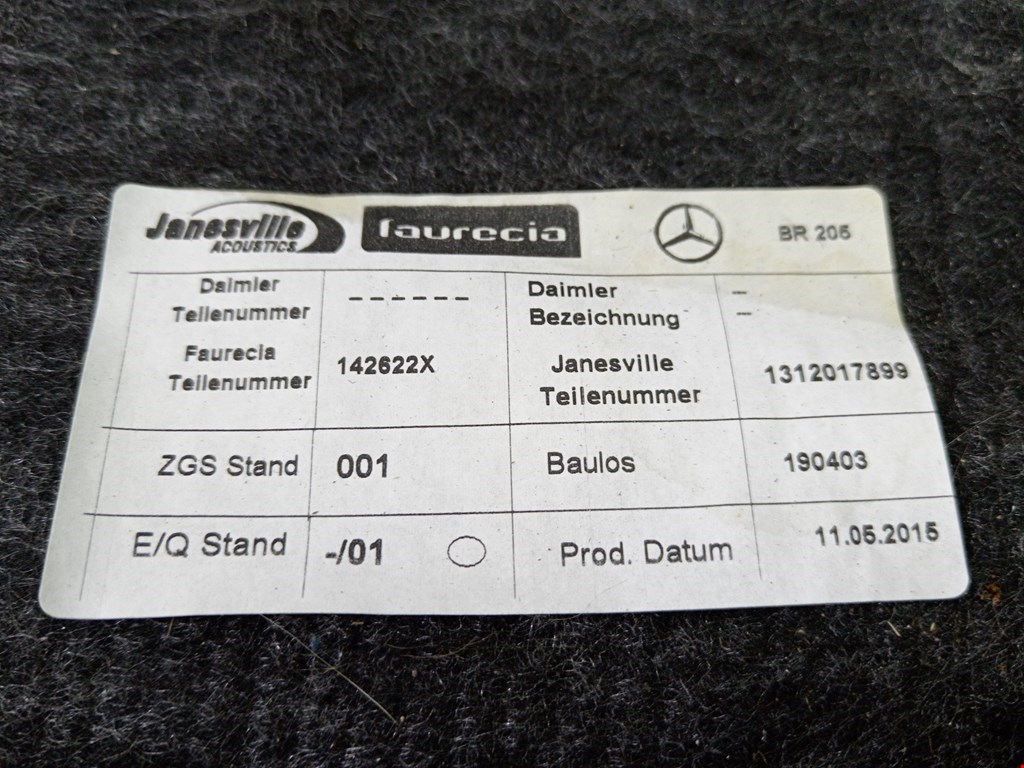 Janesville
ACOUSTICS
faurecia
BR 205
Daimler
Teilenummer
------
Daimler
Bezeichnung
-
-
Faurecia
Teilenummer
142622X
Janesville
Teilenummer
1312017899
ZGS Stand
001
Baulos
190403
E/Q Stand
-/01
Prod. Datum
11.05.2015